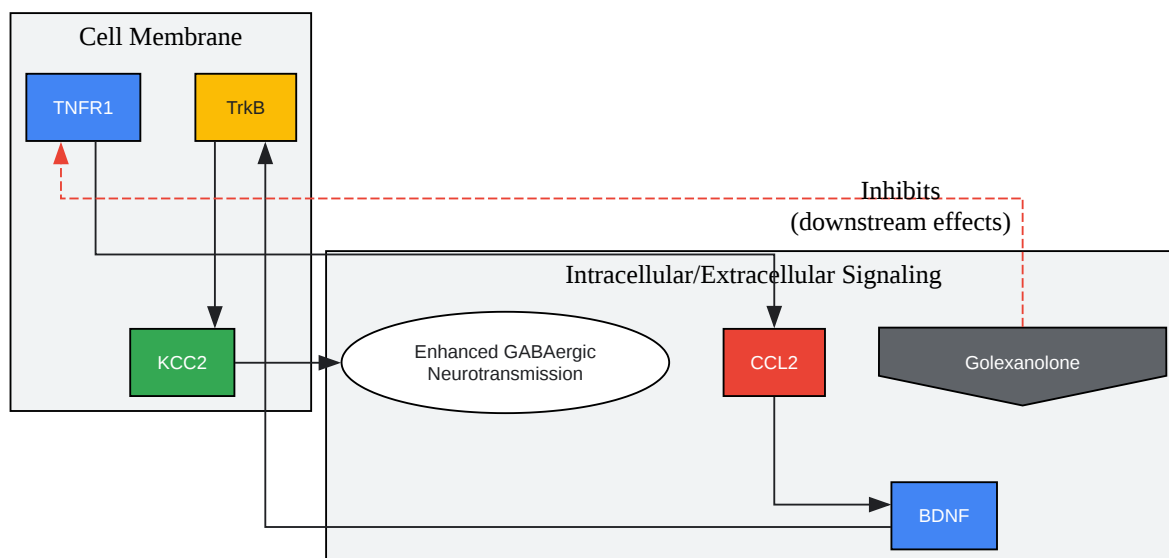 Cell Membrane
TNFR1
TrkB
Inhibits
(downstream effects)
Intracellular/Extracellular Signaling
KCC2
Enhanced GABAergic
Neurotransmission
CCL2
Golexanolone
BDNF